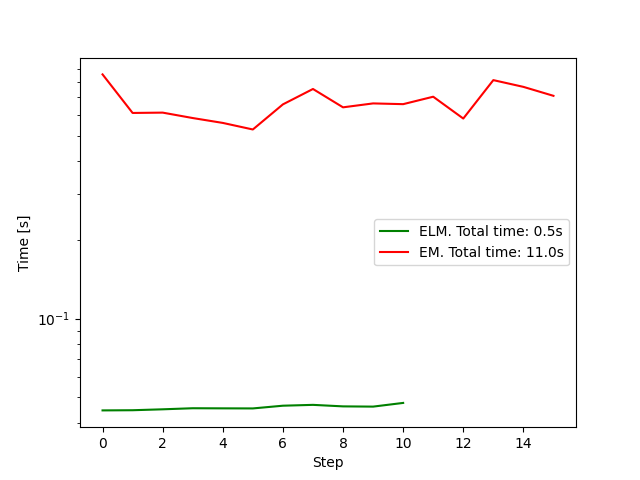 Time [s]
10⁻¹
ELM. Total time: 0.5s
EM. Total time: 11.0s
0 2 4 6 8 10 12 14
Step